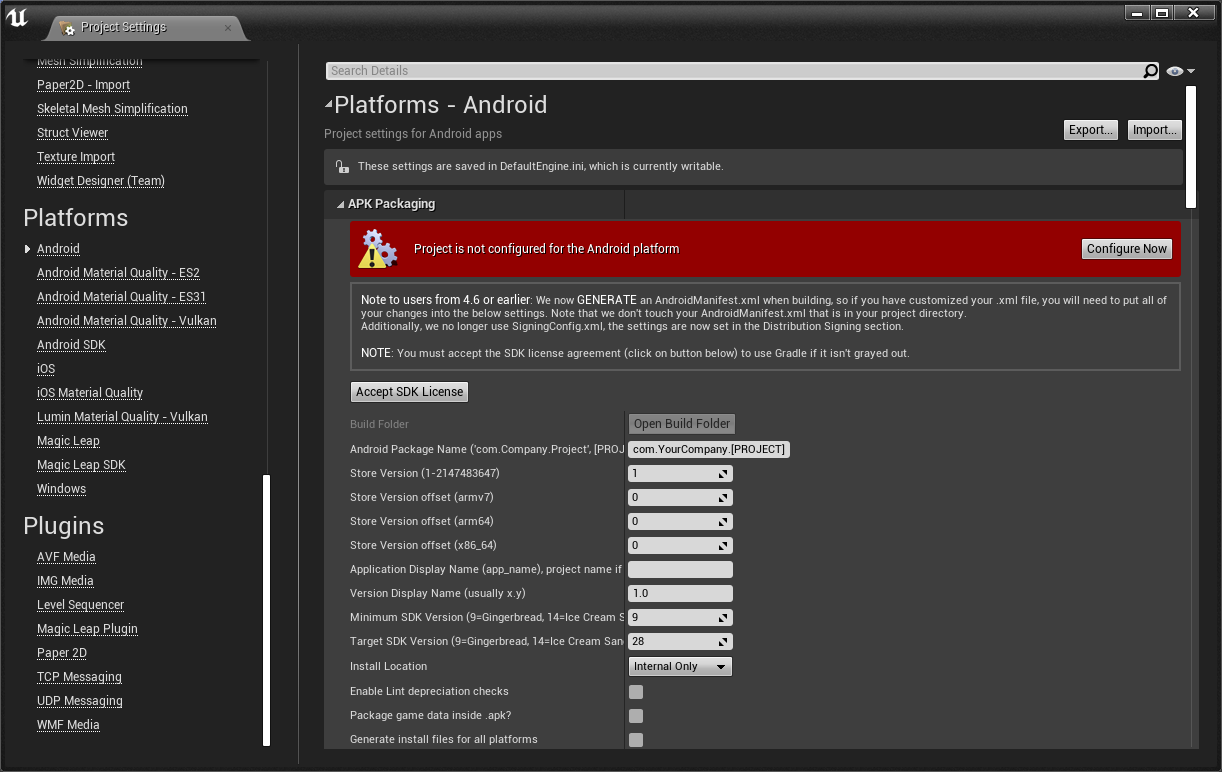 Project Settings
Mesh Simplification
Paper2D - Import
Skeletal Mesh Simplification
Struct Viewer
Texture Import
Widget Designer (Team)
Platforms
Android
Android Material Quality - ES2
Android Material Quality - ES31
Android Material Quality - Vulkan
Android SDK
iOS
iOS Material Quality
Lumin Material Quality - Vulkan
Magic Leap
Magic Leap SDK
Windows
Plugins
AVF Media
IMG Media
Level Sequencer
Magic Leap Plugin
Paper 2D
TCP Messaging
UDP Messaging
WMF Media
Search Details
Platforms - Android
Project settings for Android apps
Export...
Import...
These settings are saved in DefaultEngine.ini, which is currently writable.
APK Packaging
Project is not configured for the Android platform
Configure Now
Note to users from 4.6 or earlier: We now GENERATE an AndroidManifest.xml when building, so if you have customized your .xml file, you will need to put all of
your changes into the below settings. Note that we don't touch your AndroidManifest.xml that is in your project directory.
Additionally, we no longer use SigningConfig.xml, the settings are now set in the Distribution Signing section.
NOTE: You must accept the SDK license agreement (click on button below) to use Gradle if it isn't grayed out.
Accept SDK License
Build Folder
Open Build Folder
Android Package Name ('com.Company.Project', [PROJ
com.YourCompany.[PROJECT]
Store Version (1-2147483647)
1
Store Version offset (armv7)
0
Store Version offset (arm64)
0
Store Version offset (x86_64)
0
Application Display Name (app_name), project name if
Version Display Name (usually x.y)
1.0
Minimum SDK Version (9=Gingerbread, 14=Ice Cream S
9
Target SDK Version (9=Gingerbread, 14=Ice Cream San
28
Install Location
Internal Only
Enable Lint depreciation checks
Package game data inside .apk?
Generate install files for all platforms